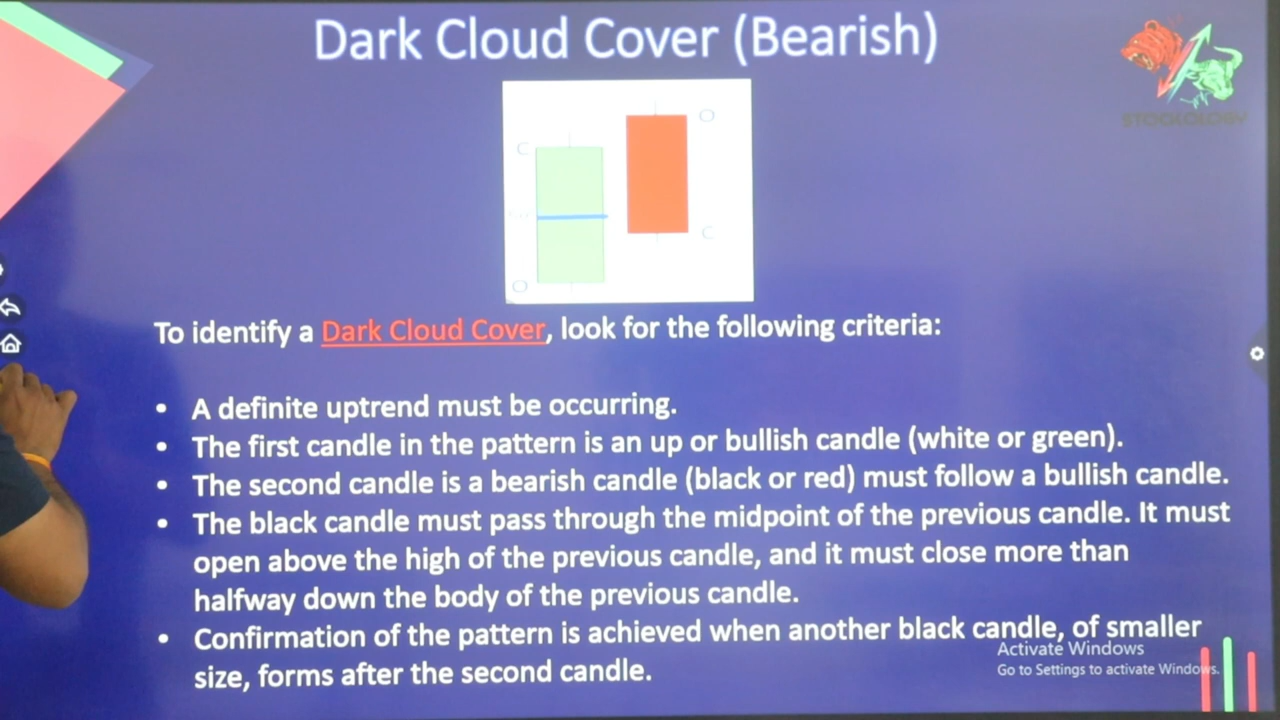 Dark Cloud Cover (Bearish)
STOCKOLOGY
C
O
O
C
To identify a Dark Cloud Cover, look for the following criteria:
• A definite uptrend must be occurring.
• The first candle in the pattern is an up or bullish candle (white or green).
• The second candle is a bearish candle (black or red) must follow a bullish candle.
• The black candle must pass through the midpoint of the previous candle. It must
open above the high of the previous candle, and it must close more than
halfway down the body of the previous candle.
• Confirmation of the pattern is achieved when another black candle, of smaller
size, forms after the second candle.
Activate Windows
Go to Settings to activate Windows.